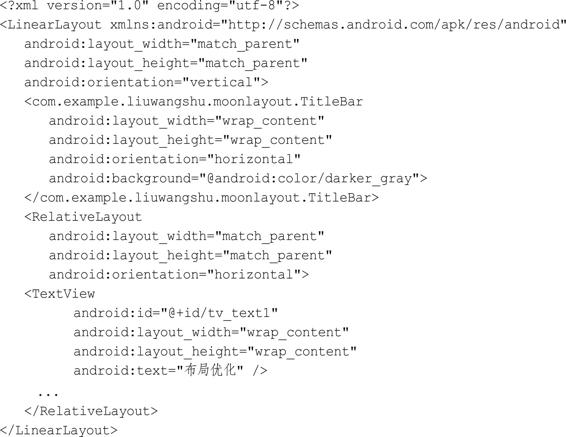 <?xml version="1.0" encoding="utf-8"?>
<LinearLayout xmlns:android="http://schemas.android.com/apk/res/android"
    android:layout_width="match_parent"
    android:layout_height="match_parent"
    android:orientation="vertical">
    <com.example.liuwangshu.moonlayout.TitleBar
        android:layout_width="wrap_content"
        android:layout_height="wrap_content"
        android:orientation="horizontal"
        android:background="@android:color/darker_gray">
    </com.example.liuwangshu.moonlayout.TitleBar>
    <RelativeLayout
        android:layout_width="match_parent"
        android:layout_height="match_parent"
        android:orientation="horizontal">
    <TextView
            android:id="@+id/tv_text1"
            android:layout_width="wrap_content"
            android:layout_height="wrap_content"
            android:text="布局优化" />
      ...
    </RelativeLayout>
</LinearLayout>